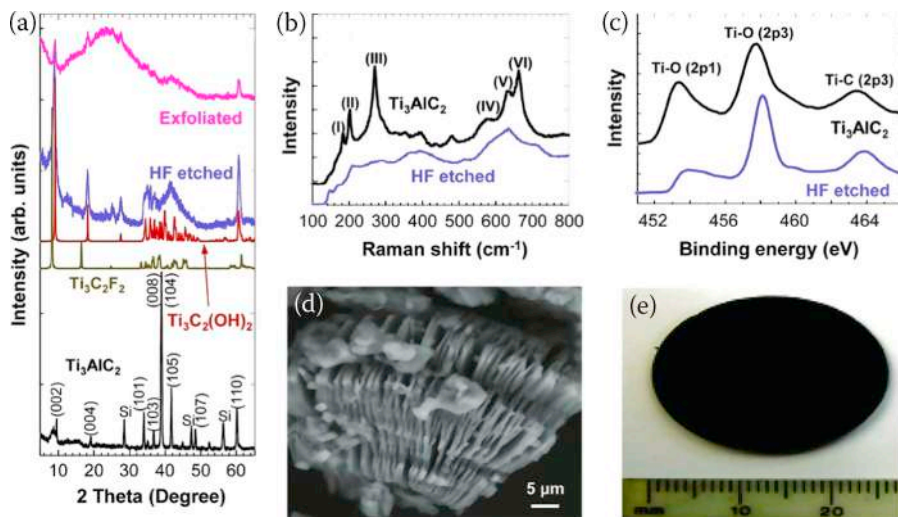 (a)
Exfoliated
HF etched
Ti₃C₂F₂
Ti₃C₂(OH)₂
Ti₃AlC₂
(002)
(004)
Si
(101)
(103)
(008)
(104)
(105)
Si
(107)
Si
(110)
Intensity (arb. units)
10 20 30 40 50 60
2 Theta (Degree)
(b)
(I)
(II)
(III)
(IV)
(V)
(VI)
Ti₃AlC₂
HF etched
Intensity
100 200 300 400 500 600 700 800
Raman shift (cm⁻¹)
(c)
Ti-O (2p3)
Ti-O (2p1)
Ti-C (2p3)
Ti₃AlC₂
HF etched
Intensity
452 456 460 464
Binding energy (eV)
(d)
5 µm
(e)
mm 10 20